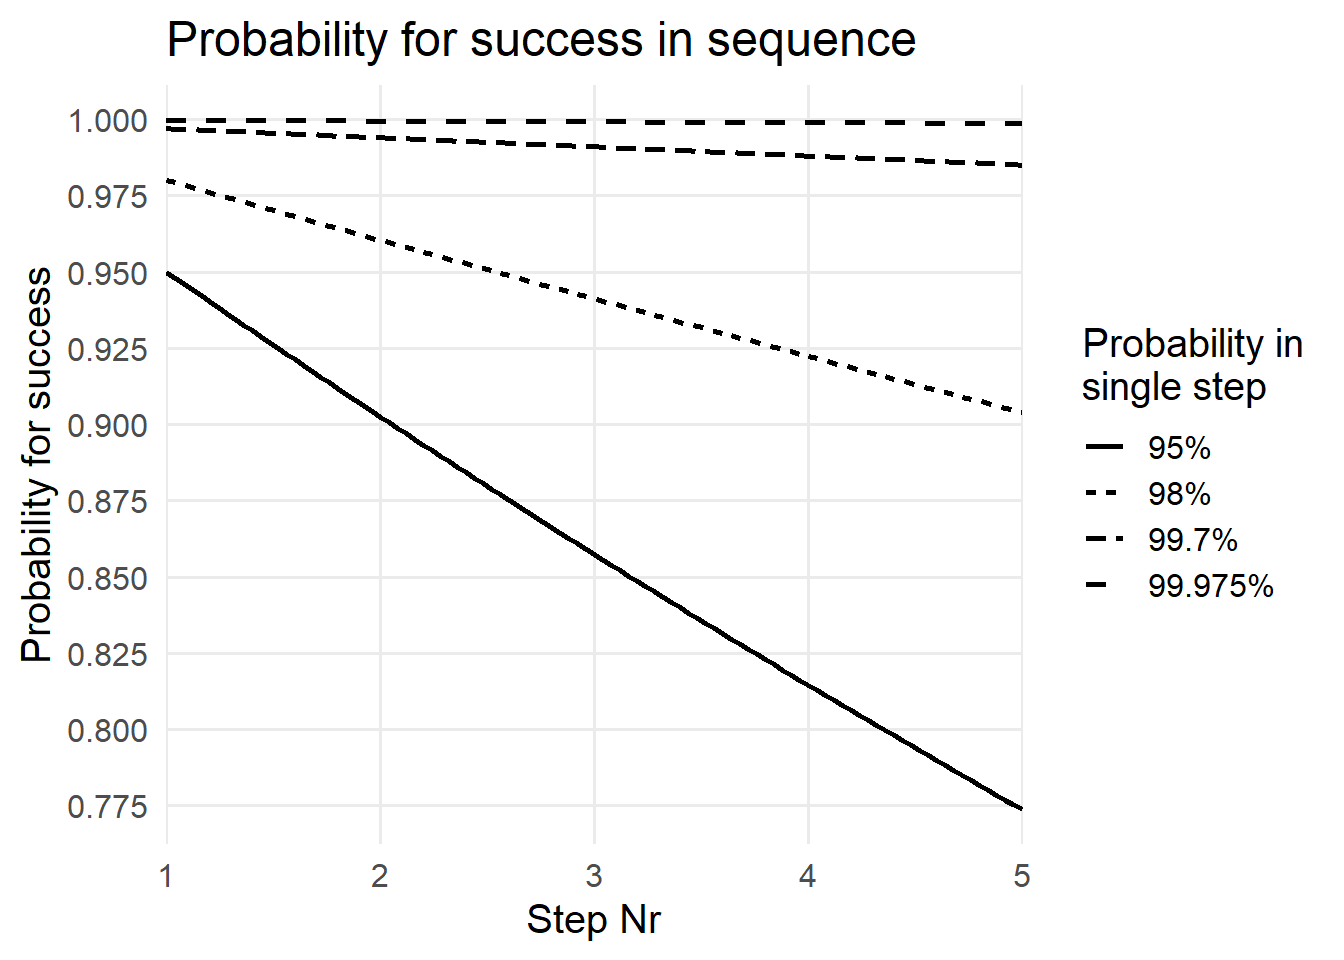 Probability for success in sequence
Probability for success
1.000
0.975
0.950
0.925
0.900
0.875
0.850
0.825
0.800
0.775
1 2 3 4 5
Step Nr
Probability in
single step
95%
98%
99.7%
99.975%